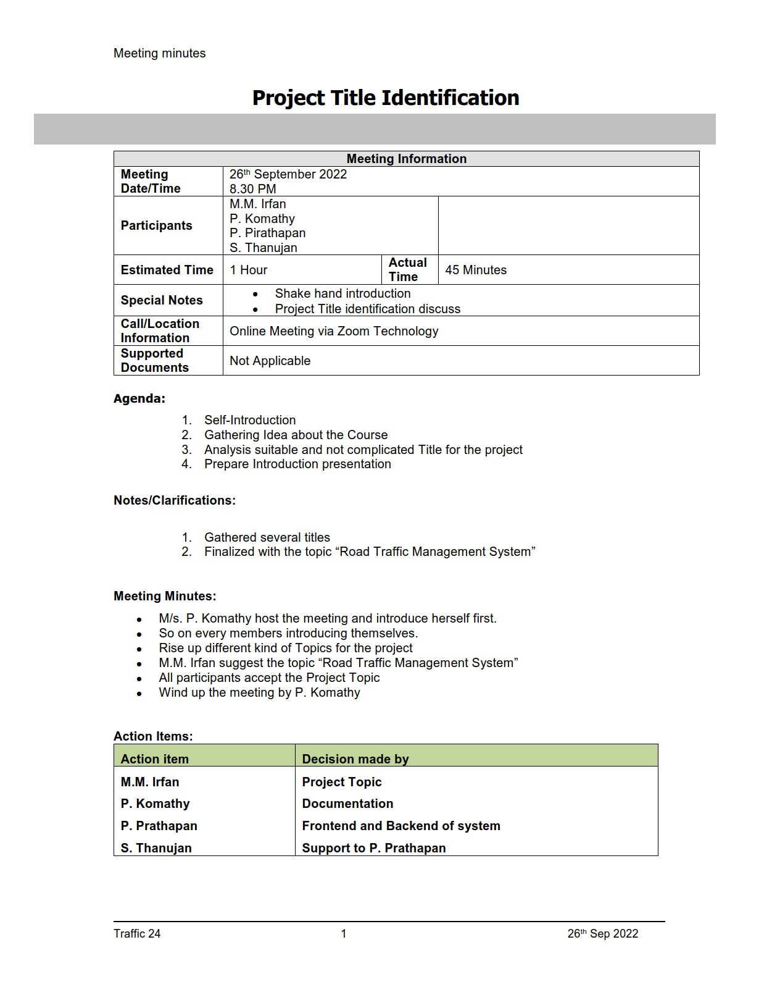 Meeting minutes
Project Title Identification
Meeting Information
Meeting Date/Time
26th September 2022
8.30 PM
Participants
M.M. Irfan
P. Komathy
P. Pirathapan
S. Thanujan
Estimated Time
1 Hour
Actual Time
45 Minutes
Special Notes
• Shake hand introduction
• Project Title identification discuss
Call/Location Information
Online Meeting via Zoom Technology
Supported Documents
Not Applicable
Agenda:
1. Self-Introduction
2. Gathering Idea about the Course
3. Analysis suitable and not complicated Title for the project
4. Prepare Introduction presentation
Notes/Clarifications:
1. Gathered several titles
2. Finalized with the topic “Road Traffic Management System”
Meeting Minutes:
• M/s. P. Komathy host the meeting and introduce herself first.
• So on every members introducing themselves.
• Rise up different kind of Topics for the project
• M.M. Irfan suggest the topic “Road Traffic Management System”
• All participants accept the Project Topic
• Wind up the meeting by P. Komathy
Action Items:
Action item Decision made by
M.M. Irfan Project Topic
P. Komathy Documentation
P. Prathapan Frontend and Backend of system
S. Thanujan Support to P. Prathapan
Traffic 24 1 26th Sep 2022